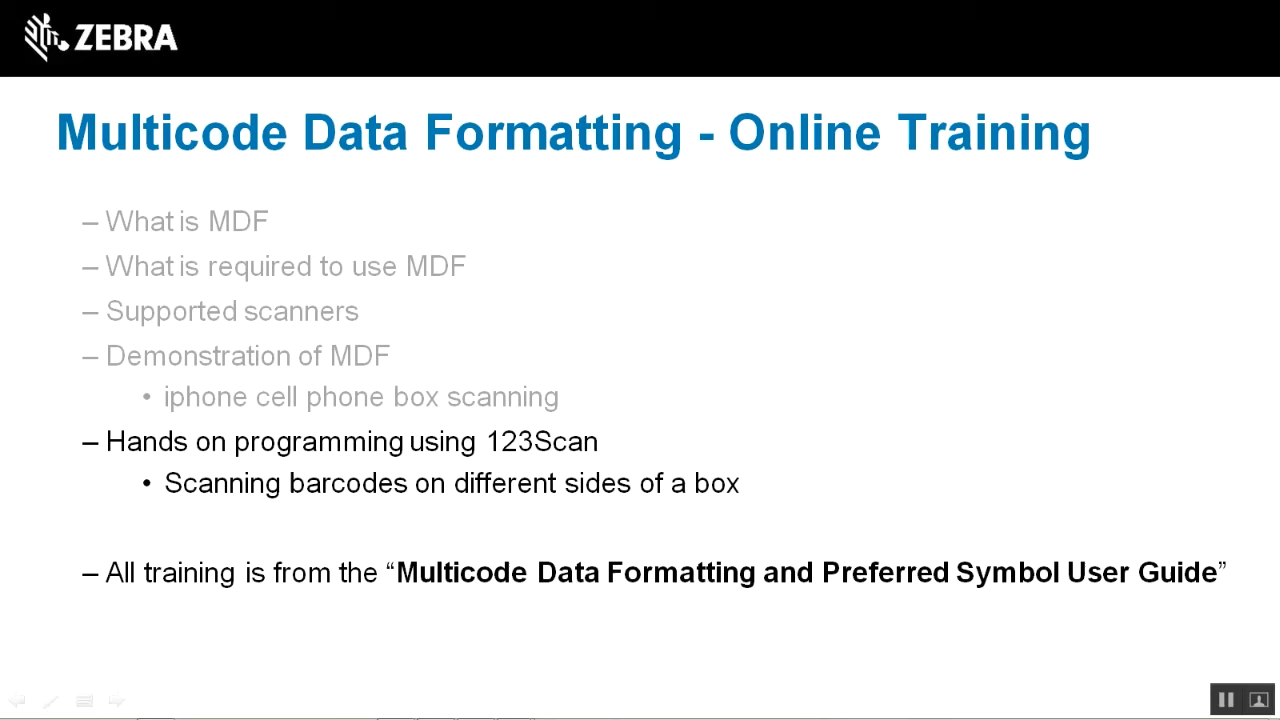 ZEBRA
Multicode Data Formatting - Online Training
– What is MDF
– What is required to use MDF
– Supported scanners
– Demonstration of MDF
• iphone cell phone box scanning
– Hands on programming using 123Scan
• Scanning barcodes on different sides of a box
– All training is from the “Multicode Data Formatting and Preferred Symbol User Guide”